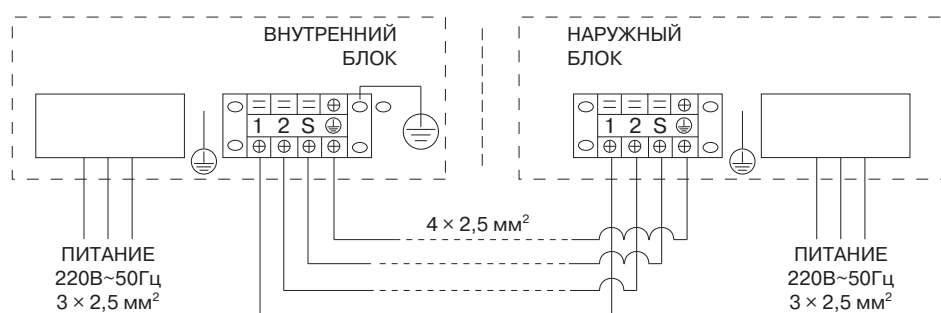 ВНУТРЕННИЙ
БЛОК
НАРУЖНЫЙ
БЛОК
1 2 S
1 2 S
4 × 2,5 мм²
ПИТАНИЕ
220В~50Гц
3 × 2,5 мм²
ПИТАНИЕ
220В~50Гц
3 × 2,5 мм²